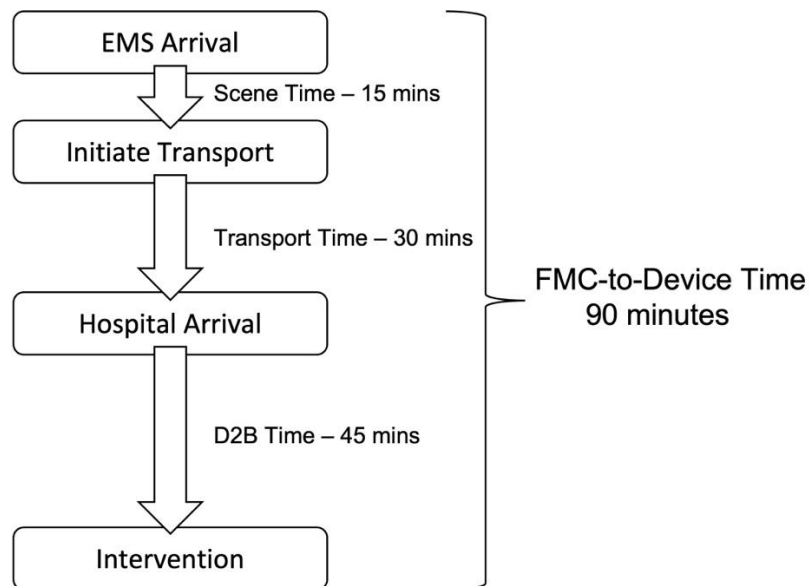 EMS Arrival
Scene Time – 15 mins
Initiate Transport
Transport Time – 30 mins
Hospital Arrival
D2B Time – 45 mins
Intervention
FMC-to-Device Time
90 minutes